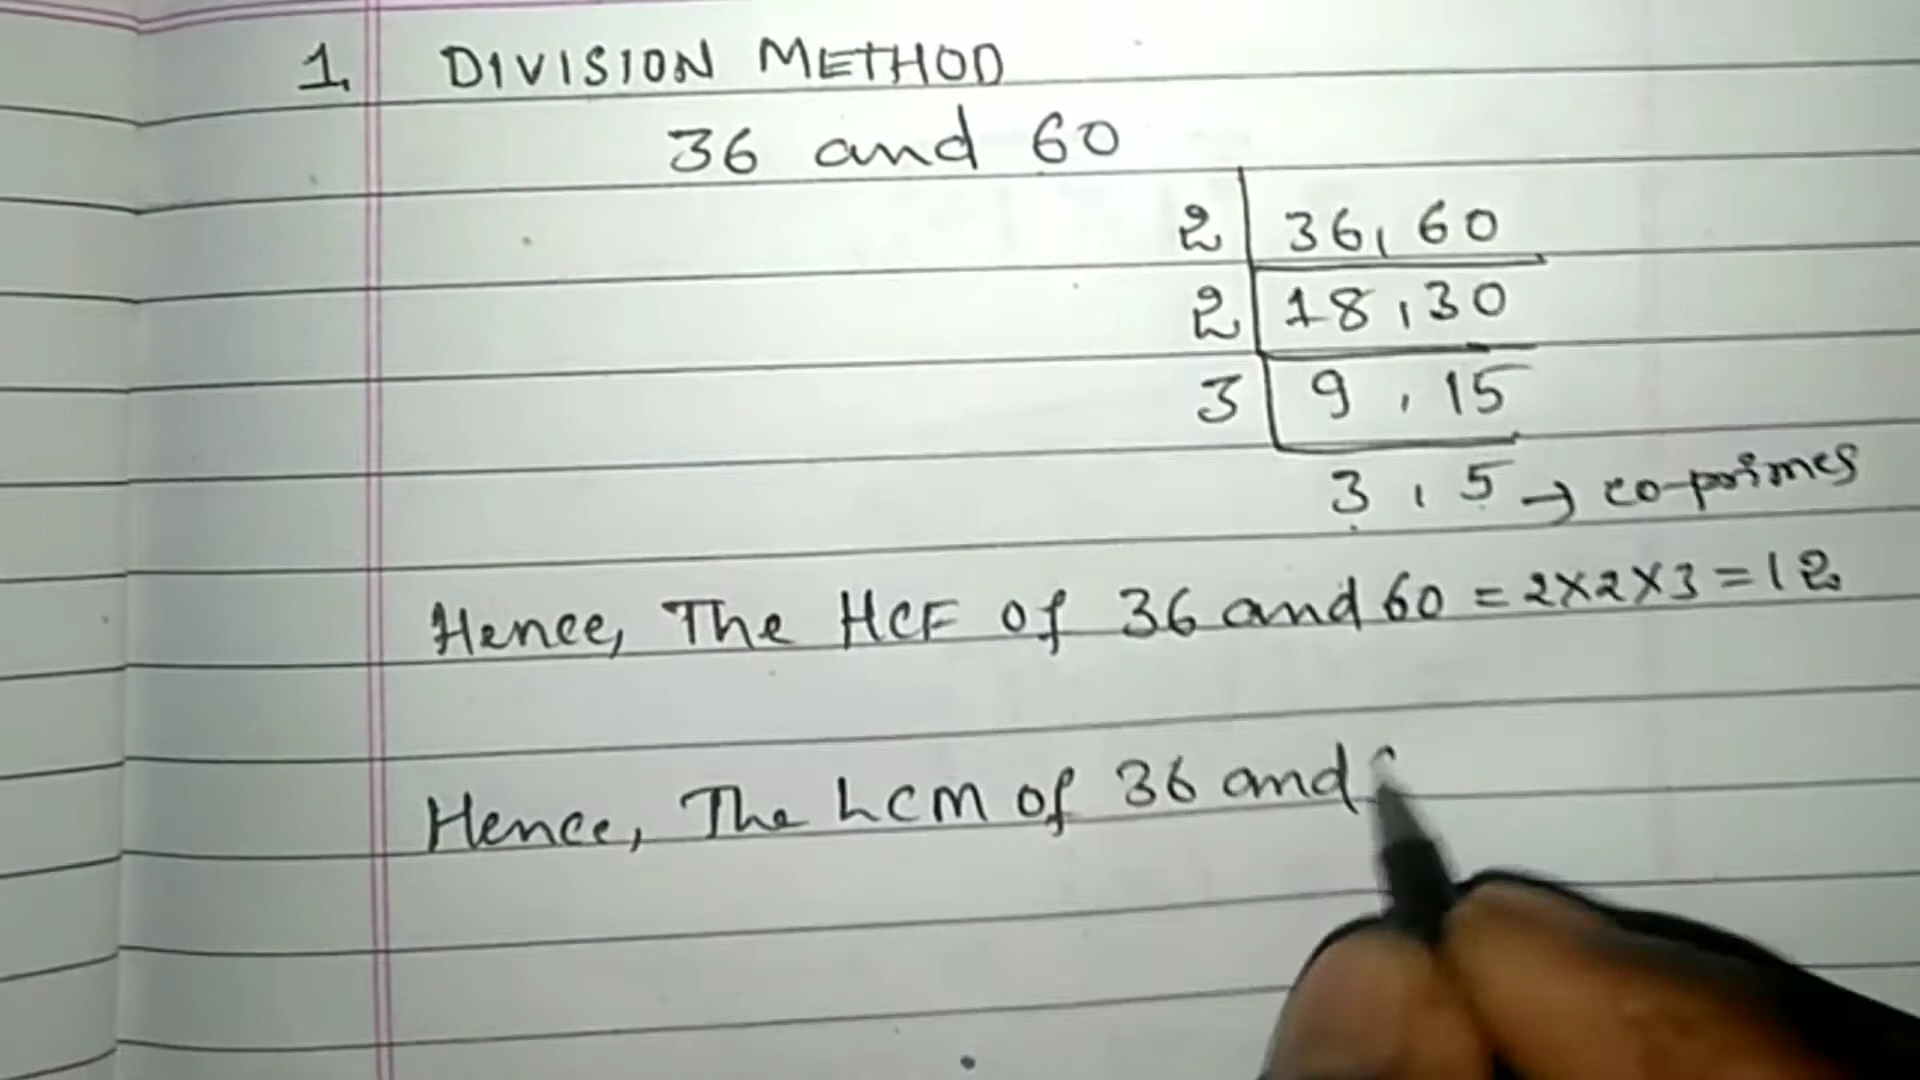 1. DIVISION METHOD
36 and 60
2 36, 60
2 18, 30
3 9, 15
3, 5 → co-primes
Hence, The HCF of 36 and 60 = 2×2×3 = 12
Hence, The LCM of 36 and